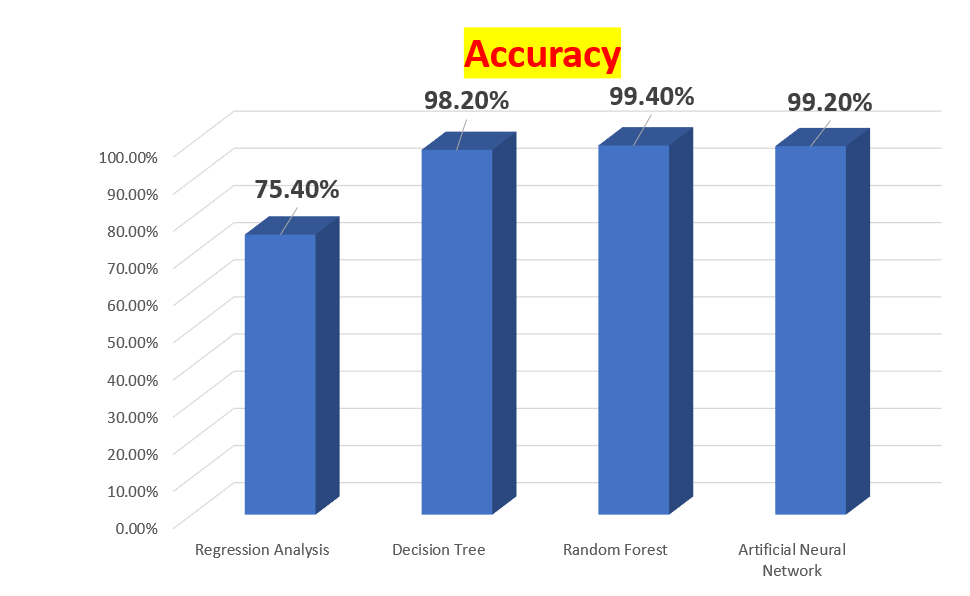 Accuracy
98.20%
99.40%
99.20%
75.40%
100.00%
90.00%
80.00%
70.00%
60.00%
50.00%
40.00%
30.00%
20.00%
10.00%
0.00%
Regression Analysis
Decision Tree
Random Forest
Artificial Neural
Network